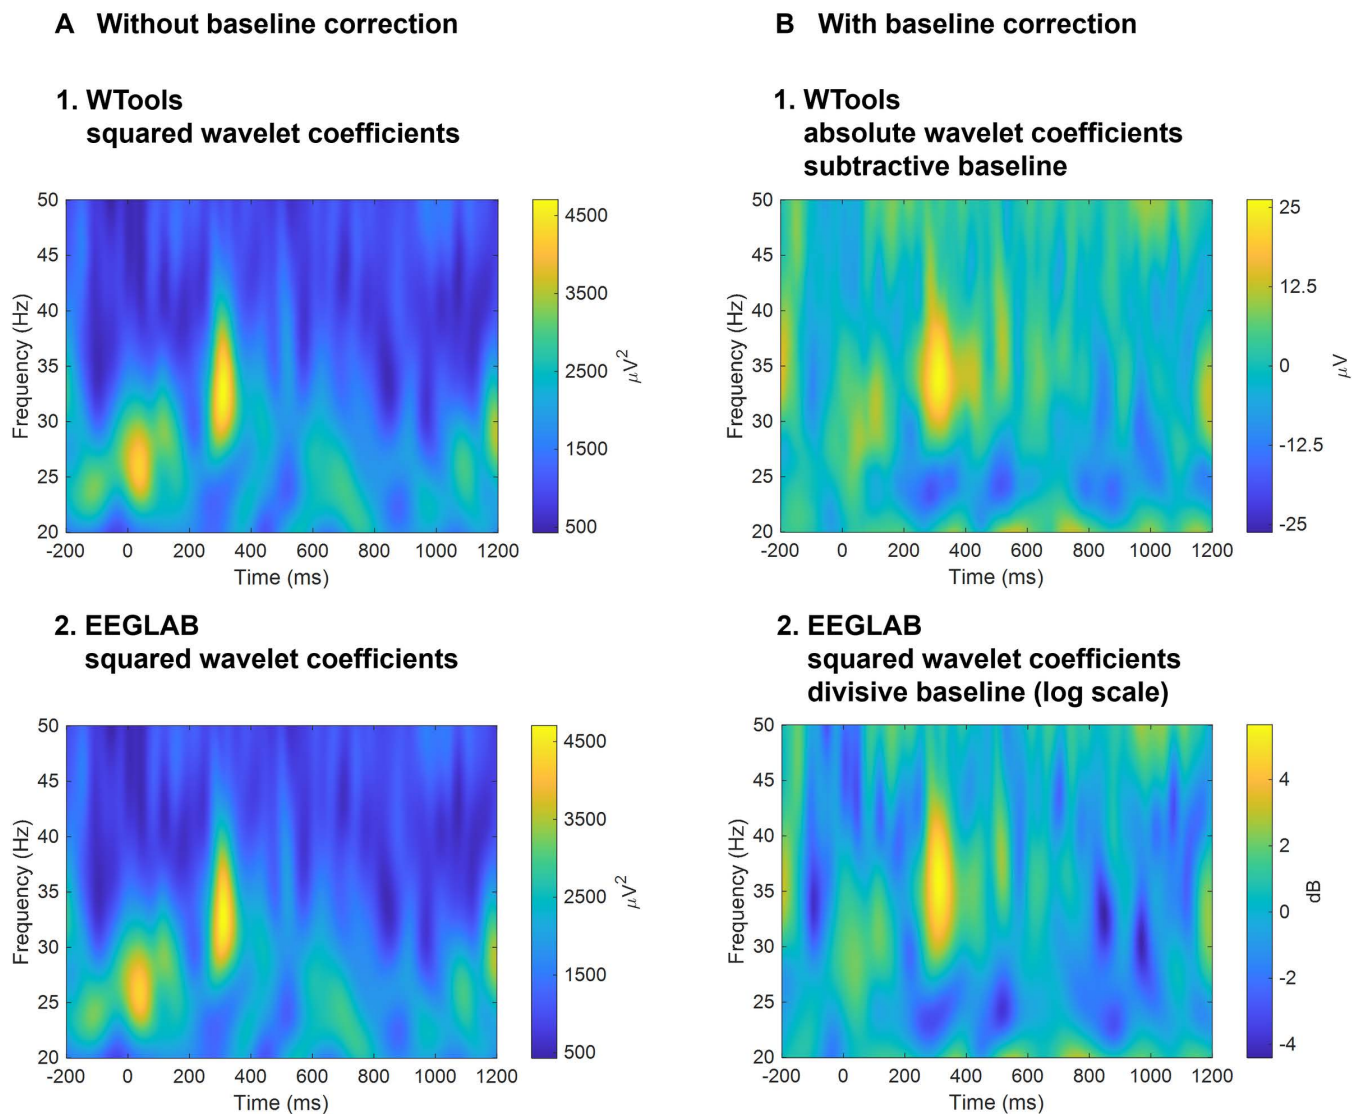 A Without baseline correction
1. WTools
squared wavelet coefficients
50
45
40
35
30
25
20
Frequency (Hz)
-200 0 200 400 600 800 1000 1200
Time (ms)
4500
3500
2500
1500
500
μV²
B With baseline correction
1. WTools
absolute wavelet coefficients
subtractive baseline
50
45
40
35
30
25
20
Frequency (Hz)
-200 0 200 400 600 800 1000 1200
Time (ms)
25
12.5
0
-12.5
-25
μV
2. EEGLAB
squared wavelet coefficients
50
45
40
35
30
25
20
Frequency (Hz)
-200 0 200 400 600 800 1000 1200
Time (ms)
4500
3500
2500
1500
500
μV²
2. EEGLAB
squared wavelet coefficients
divisive baseline (log scale)
50
45
40
35
30
25
20
Frequency (Hz)
-200 0 200 400 600 800 1000 1200
Time (ms)
4
2
0
-2
-4
dB